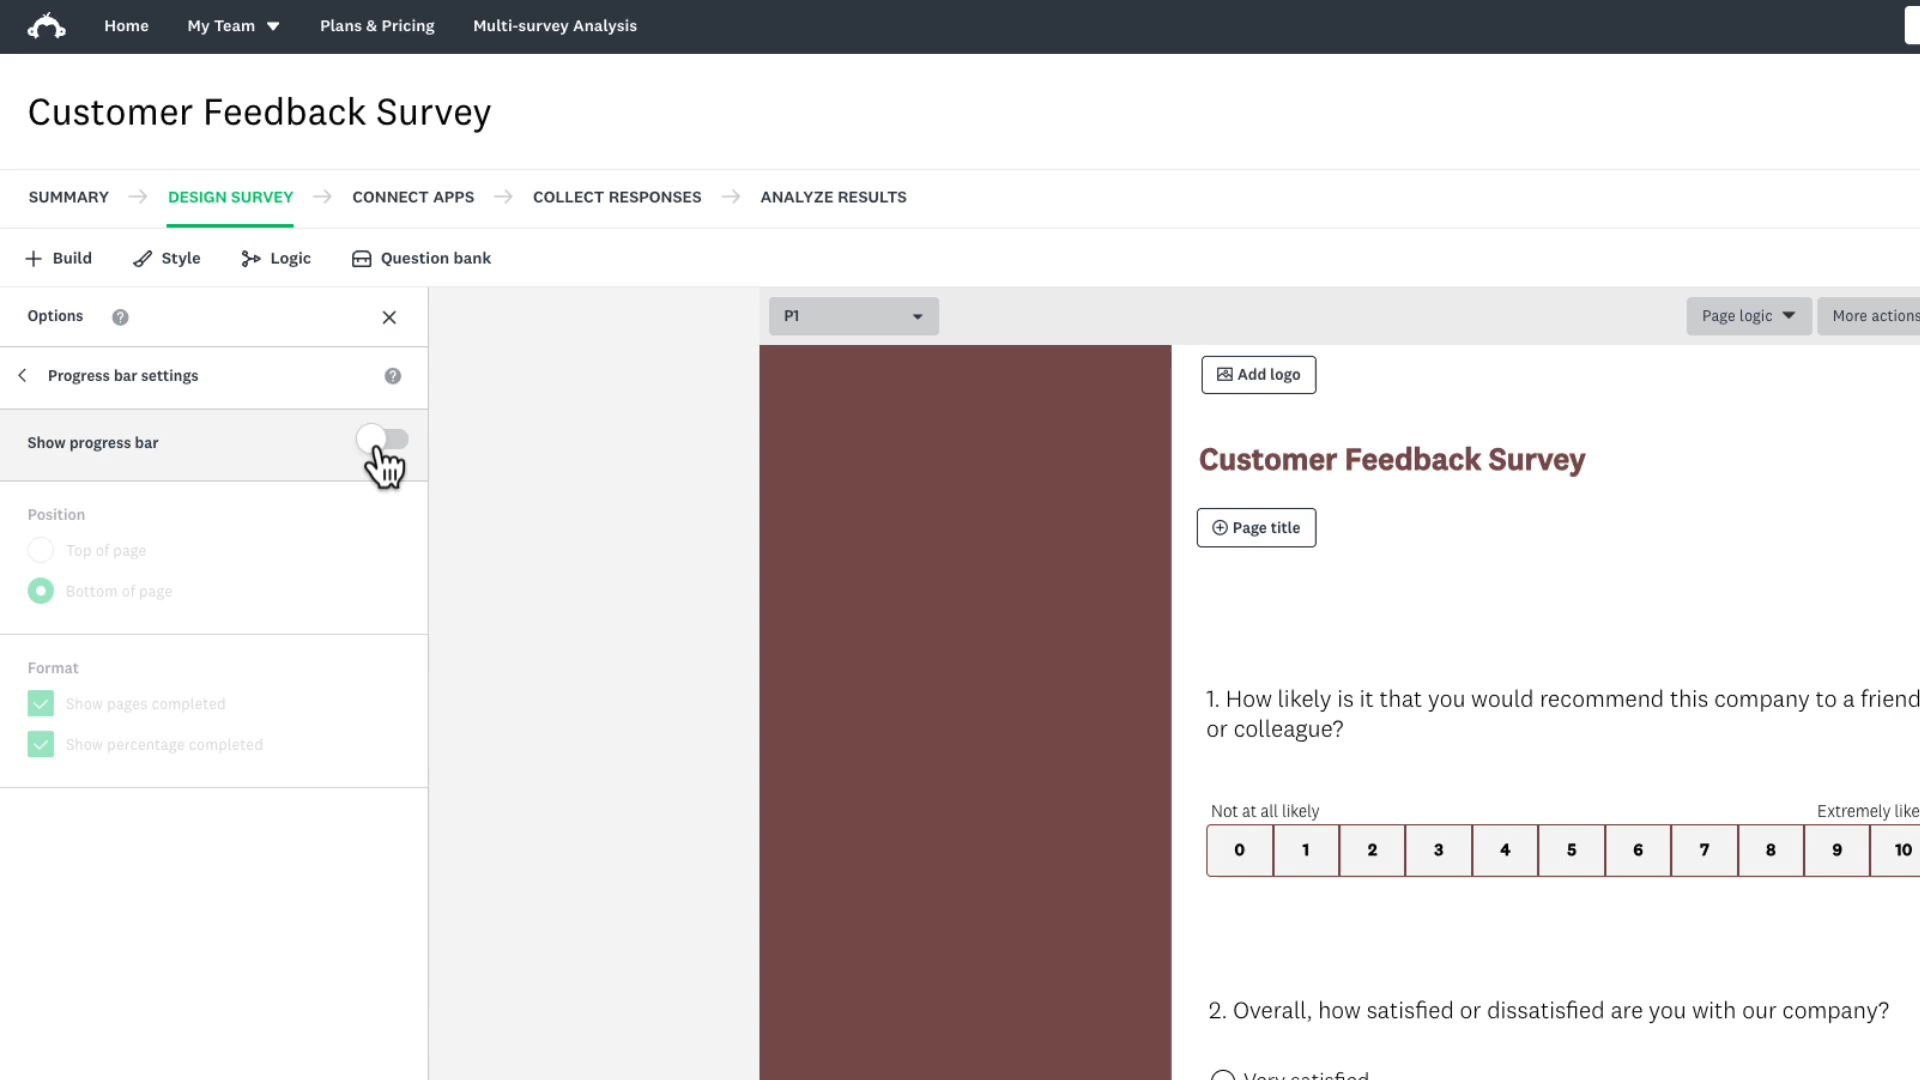 Home
My Team
Plans & Pricing
Multi-survey Analysis
Customer Feedback Survey
SUMMARY
DESIGN SURVEY
CONNECT APPS
COLLECT RESPONSES
ANALYZE RESULTS
Build
Style
Logic
Question bank
Options
Progress bar settings
Show progress bar
Position
Top of page
Bottom of page
Format
Show pages completed
Show percentage completed
P1
Page logic
More actions
Add logo
Customer Feedback Survey
Page title
1. How likely is it that you would recommend this company to a friend
or colleague?
Not at all likely
Extremely like
0 1 2 3 4 5 6 7 8 9 10
2. Overall, how satisfied or dissatisfied are you with our company?
Very satisfied